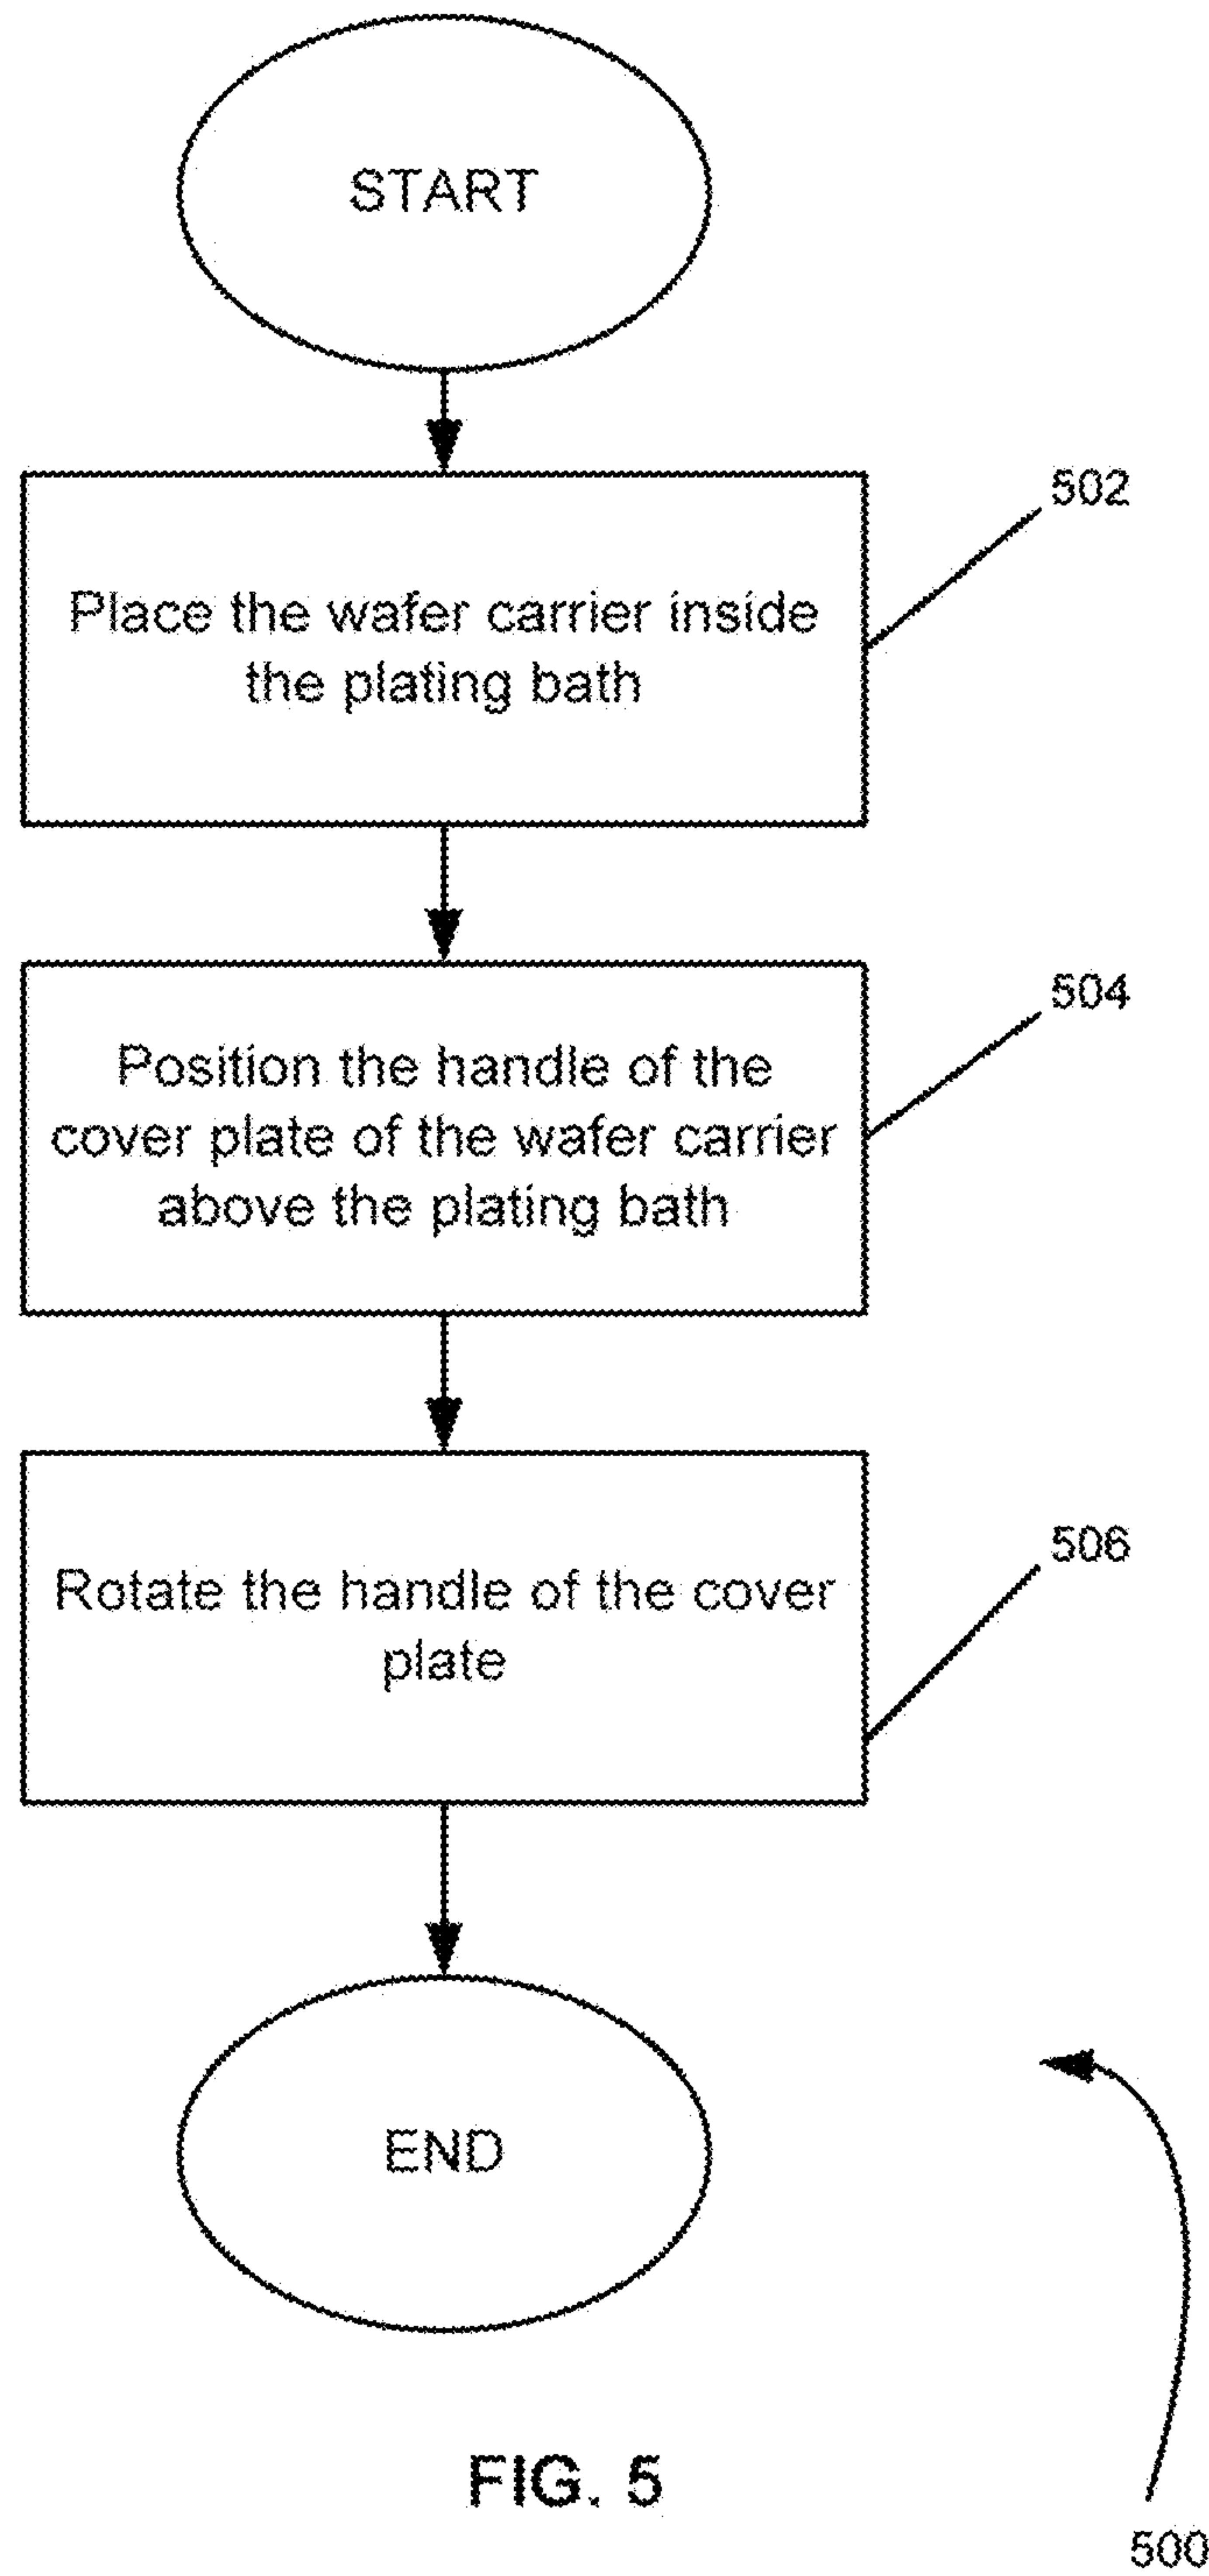 START
502
Place the wafer carrier inside
the plating bath
504
Position the handle of the
cover plate of the wafer carrier
above the plating bath
506
Rotate the handle of the cover
plate
END
FIG. 5
500